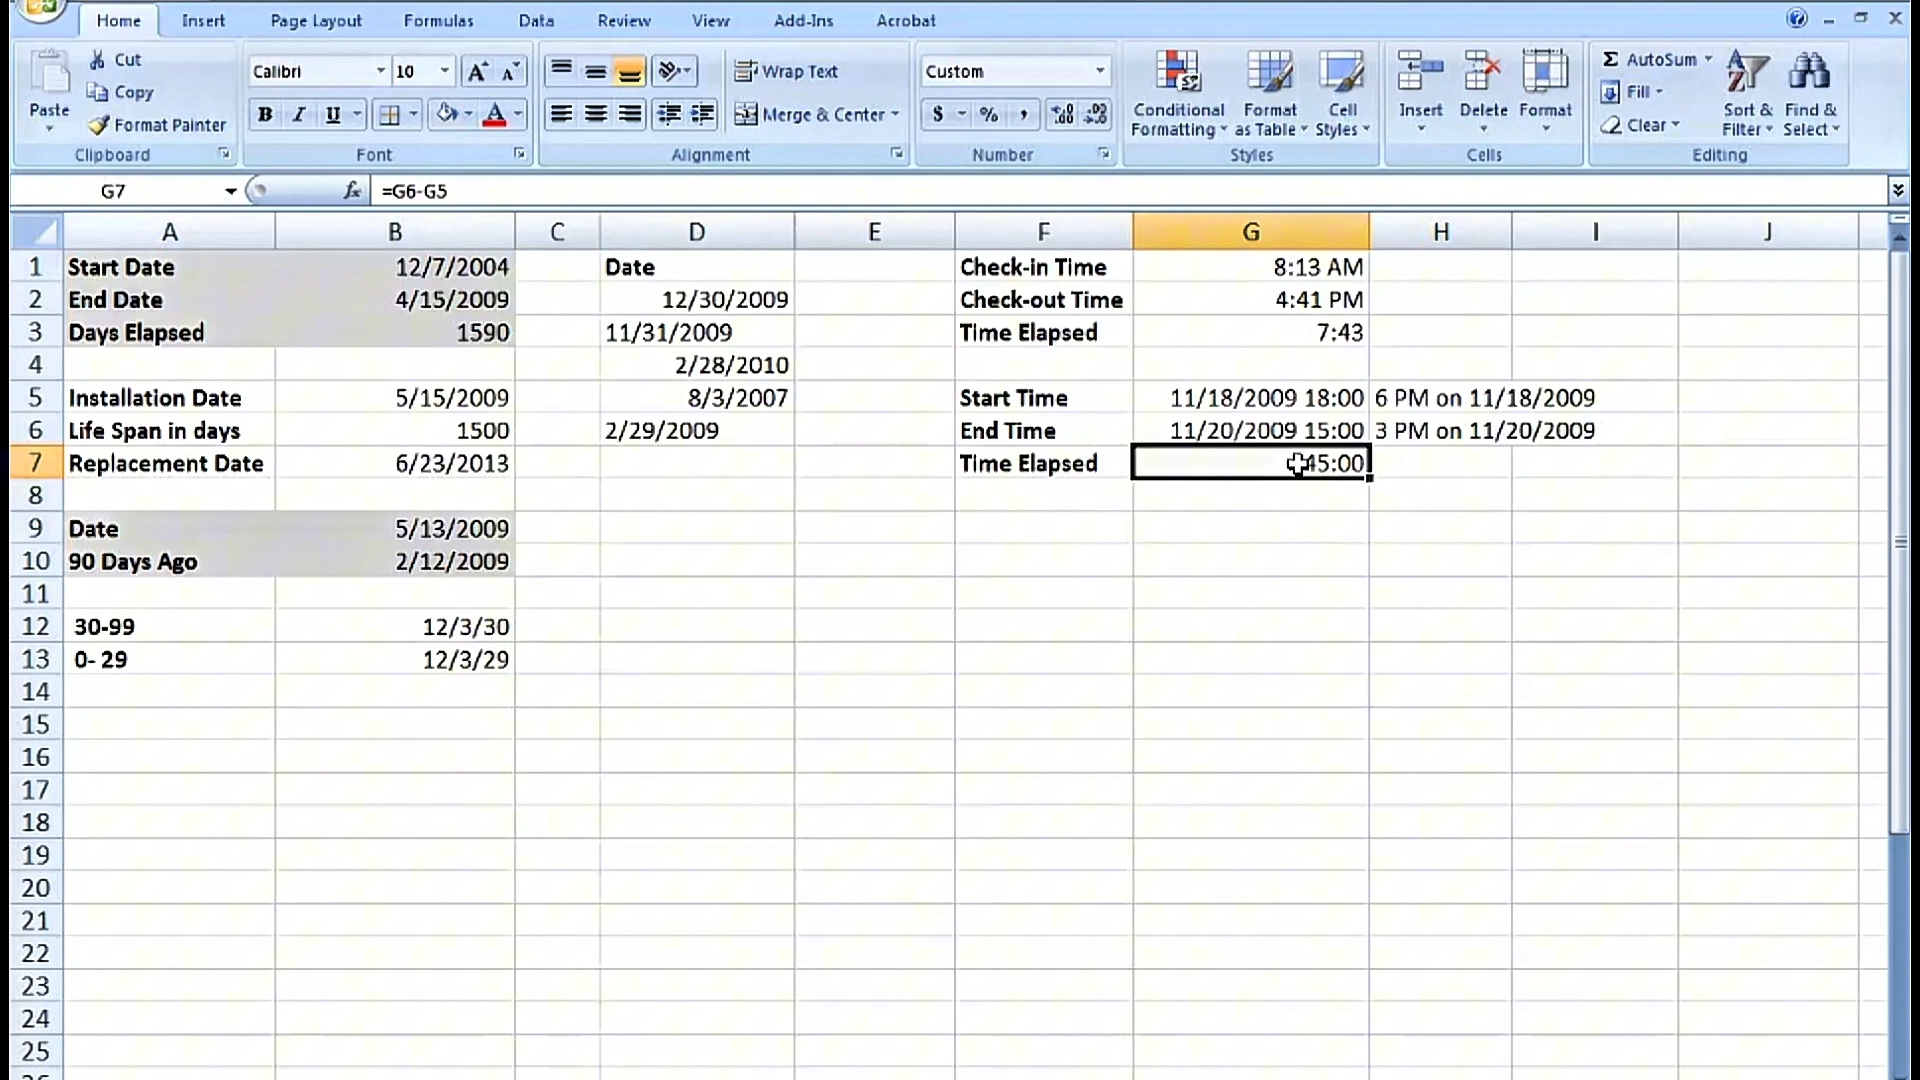 Home Insert Page Layout Formulas Data Review View Add-Ins Acrobat
Paste
Cut
Copy
Format Painter
Clipboard
Calibri 10
B I U
Font
Wrap Text
Merge & Center
Alignment
Custom
$ % ,
Number
Conditional Formatting
Format as Table
Cell Styles
Styles
Insert Delete Format
Cells
Σ AutoSum
Fill
Clear
Sort & Filter
Find & Select
Editing
G7 fx =G6-G5
A B C D E F G H I J
1 Start Date 12/7/2004 Date Check-in Time 8:13 AM
2 End Date 4/15/2009 12/30/2009 Check-out Time 4:41 PM
3 Days Elapsed 1590 11/31/2009 Time Elapsed 7:43
4 2/28/2010
5 Installation Date 5/15/2009 8/3/2007 Start Time 11/18/2009 18:00 6 PM on 11/18/2009
6 Life Span in days 1500 2/29/2009 End Time 11/20/2009 15:00 3 PM on 11/20/2009
7 Replacement Date 6/23/2013 Time Elapsed 45:00
8
9 Date 5/13/2009
10 90 Days Ago 2/12/2009
11
12 30-99 12/3/30
13 0- 29 12/3/29
14
15
16
17
18
19
20
21
22
23
24
25